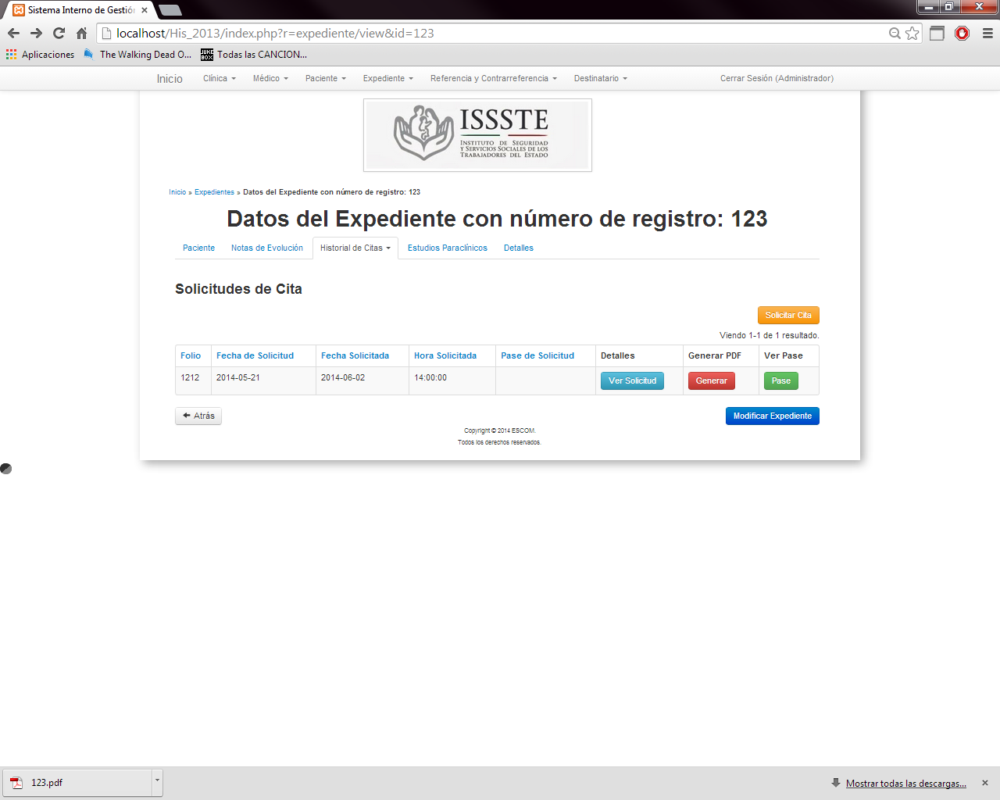 Sistema Interno de Gestió
localhost/His_2013/index.php?r=expediente/view&id=123
Aplicaciones The Walking Dead O... JUKE BOX Todas las CANCION...
Inicio Clínica Médico Paciente Expediente Referencia y Contrarreferencia Destinatario Cerrar Sesión (Administrador)
ISSSTE
INSTITUTO DE SEGURIDAD
Y SERVICIOS SOCIALES DE LOS
TRABAJADORES DEL ESTADO
Inicio » Expedientes » Datos del Expediente con número de registro: 123
Datos del Expediente con número de registro: 123
Paciente Notas de Evolución Historial de Citas Estudios Paraclínicos Detalles
Solicitudes de Cita
Solicitar Cita
Viendo 1-1 de 1 resultado.
Folio Fecha de Solicitud Fecha Solicitada Hora Solicitada Pase de Solicitud Detalles Generar PDF Ver Pase
1212 2014-05-21 2014-06-02 14:00:00 Ver Solicitud Generar Pase
Atrás Modificar Expediente
Copyright © 2014 ESCOM.
Todos los derechos reservados.
123.pdf Mostrar todas las descargas...